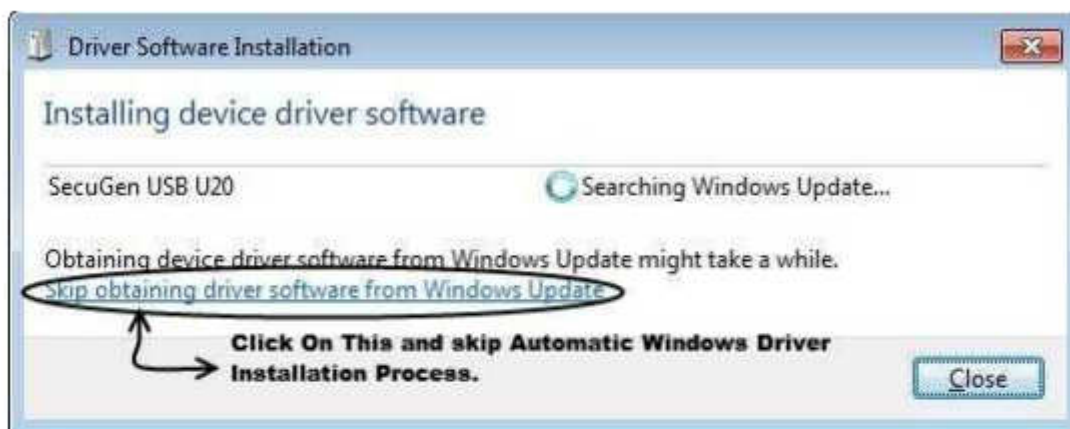 Driver Software Installation
Installing device driver software
SecuGen USB U20 Searching Windows Update...
Obtaining device driver software from Windows Update might take a while.
Skip obtaining driver software from Windows Update
Click On This and skip Automatic Windows Driver
Installation Process.
Close